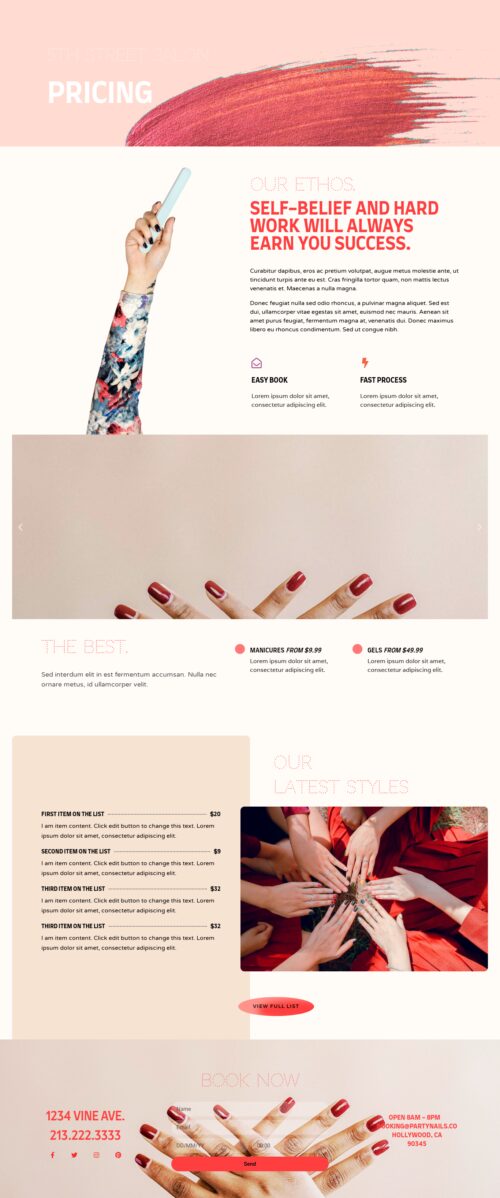 5TH STREET SALON
PRICING
OUR ETHOS.
SELF-BELIEF AND HARD
WORK WILL ALWAYS
EARN YOU SUCCESS.
Curabitur dapibus, eros ac pretium volutpat, augue metus molestie ante, ut
tincidunt turpis ante eu est. Cras fringilla tortor quam, non mattis lectus
venenatis et. Maecenas a nulla magna.
Donec feugiat nulla sed odio rhoncus, a pulvinar magna aliquet. Sed est
dui, ullamcorper vitae egestas sit amet, euismod nec mauris. Aenean sit
amet purus feugiat, fermentum magna at, venenatis dui. Donec maximus
libero eu rhoncus condimentum. Sed ut congue nibh.
EASY BOOK
Lorem ipsum dolor sit amet,
consectetur adipiscing elit.
FAST PROCESS
Lorem ipsum dolor sit amet,
consectetur adipiscing elit.
THE BEST.
Sed interdum elit in est fermentum accumsan. Nulla nec
ornare metus, id ullamcorper velit.
MANICURES FROM $9.99
Lorem ipsum dolor sit amet,
consectetur adipiscing elit.
GELS FROM $49.99
Lorem ipsum dolor sit amet,
consectetur adipiscing elit.
OUR
LATEST STYLES
FIRST ITEM ON THE LIST $20
I am item content. Click edit button to change this text. Lorem
ipsum dolor sit amet, consectetur adipiscing elit.
SECOND ITEM ON THE LIST $9
I am item content. Click edit button to change this text. Lorem
ipsum dolor sit amet, consectetur adipiscing elit.
THIRD ITEM ON THE LIST $32
I am item content. Click edit button to change this text. Lorem
ipsum dolor sit amet, consectetur adipiscing elit.
THIRD ITEM ON THE LIST $32
I am item content. Click edit button to change this text. Lorem
ipsum dolor sit amet, consectetur adipiscing elit.
VIEW FULL LIST
BOOK NOW
1234 VINE AVE.
213.222.3333
Name
Email
DD/MM/YY
00:00
Send
OPEN 8AM - 8PM
BOOKING@PARTYNAILS.CO
HOLLYWOOD, CA
90345